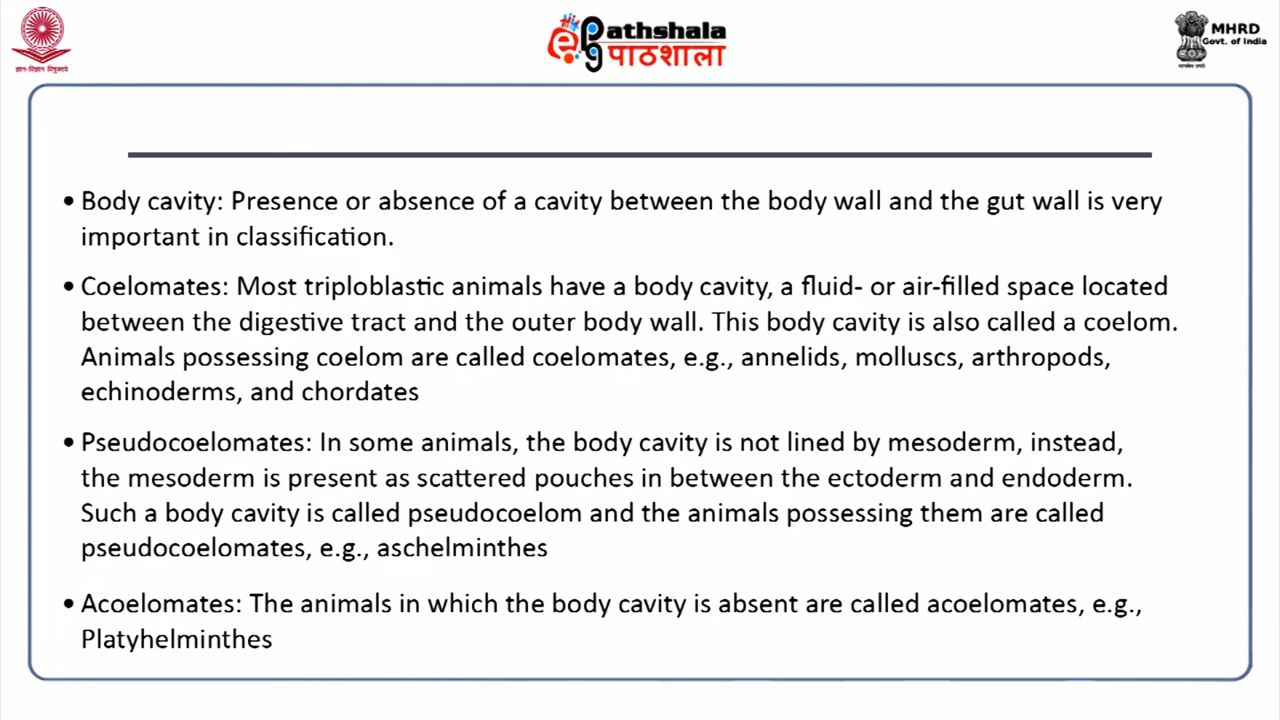 ज्ञान-विज्ञान विमुक्तये
e
pg
Pathshala
पाठशाला
MHRD
Govt. of India
• Body cavity: Presence or absence of a cavity between the body wall and the gut wall is very
important in classification.
• Coelomates: Most triploblastic animals have a body cavity, a fluid- or air-filled space located
between the digestive tract and the outer body wall. This body cavity is also called a coelom.
Animals possessing coelom are called coelomates, e.g., annelids, molluscs, arthropods,
echinoderms, and chordates
• Pseudocoelomates: In some animals, the body cavity is not lined by mesoderm, instead,
the mesoderm is present as scattered pouches in between the ectoderm and endoderm.
Such a body cavity is called pseudocoelom and the animals possessing them are called
pseudocoelomates, e.g., aschelminthes
• Acoelomates: The animals in which the body cavity is absent are called acoelomates, e.g.,
Platyhelminthes